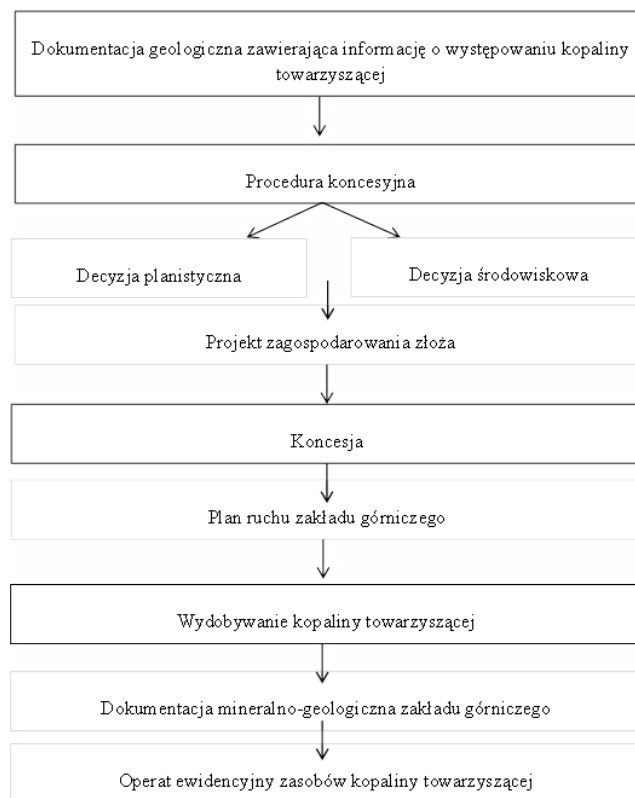 Dokumentacja geologiczna zawierająca informację o występowaniu kopaliny
towarzyszącej
Procedura koncesyjna
Decyzja planistyczna
Decyzja środowiskowa
Projekt zagospodarowania złoża
Koncesja
Plan ruchu zakładu górniczego
Wydobywanie kopaliny towarzyszącej
Dokumentacja mineralno-geologiczna zakładu górniczego
Operat ewidencyjny zasobów kopaliny towarzyszącej